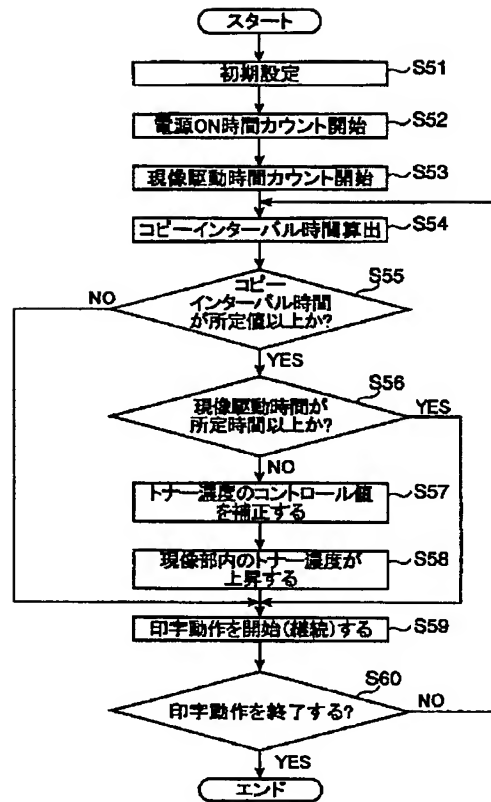 スタート
初期設定 S51
電源ON時間カウント開始 S52
現像駆動時間カウント開始 S53
コピーインターバル時間算出 S54
S55
コピー
NO インターバル時間
が所定値以上か?
YES
S56
現像駆動時間が YES
所定時間以上か?
NO
トナー濃度のコントロール値 S57
を補正する
現像部内のトナー濃度が S58
上昇する
印字動作を開始(継続)する S59
S60
印字動作を終了する? NO
YES
エンド